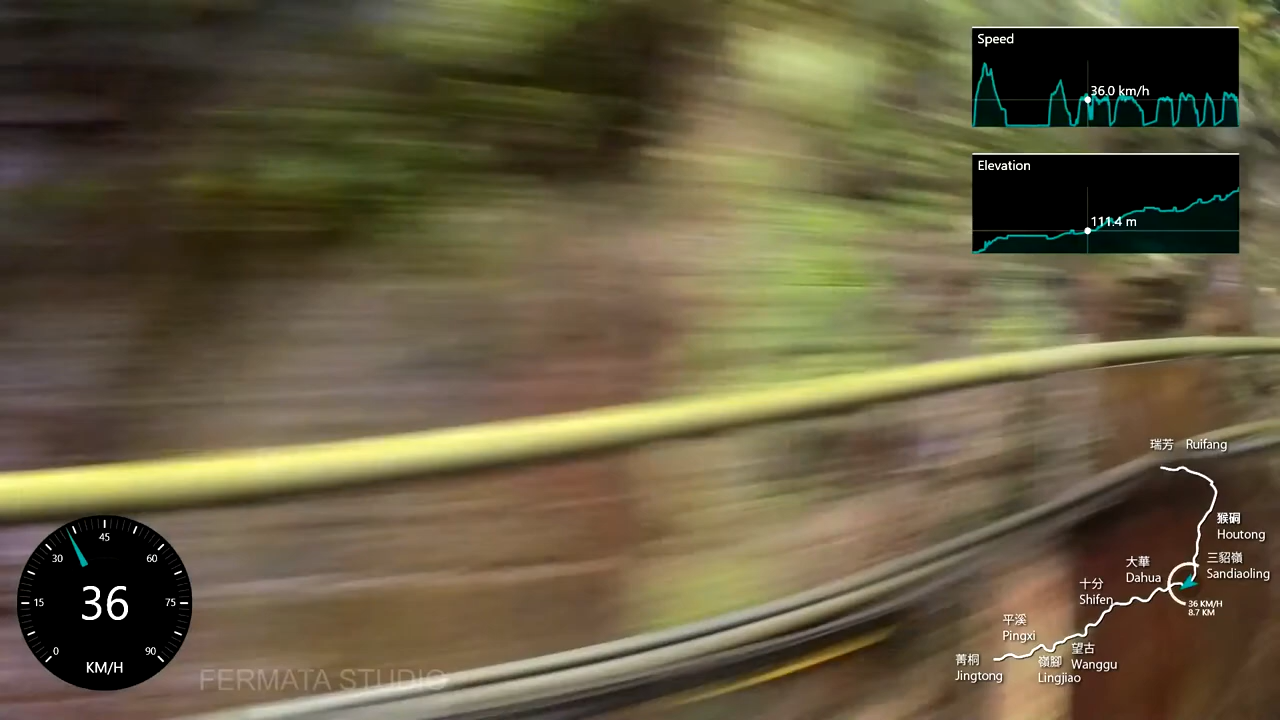 Speed
36.0 km/h
Elevation
111.4 m
瑞芳 Ruifang
猴硐
Houtong
三貂嶺
Sandiaoling
大華
Dahua
十分
Shifen
36 KM/H
8.7 KM
平溪
Pingxi
望古
Wanggu
嶺腳
Lingjiao
菁桐
Jingtong
0
15
30
45
60
75
90
36
KM/H
FERMATA STUDIO